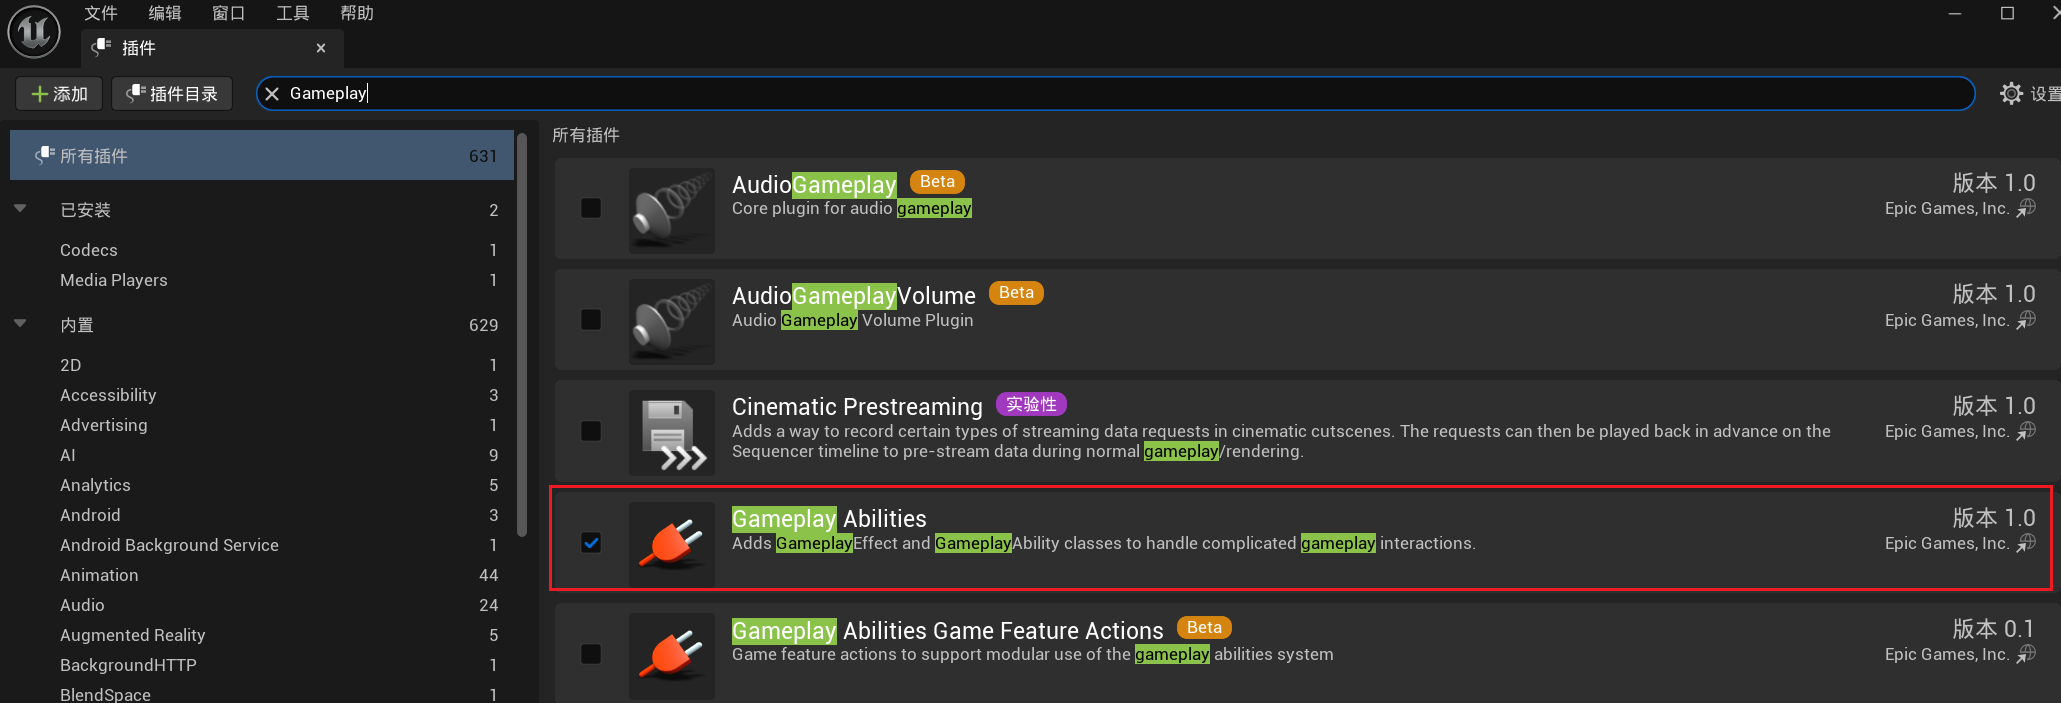 文件 编辑 窗口 工具 帮助
插件
添加 插件目录 Gameplay 设置
所有插件 631
已安装 2
Codecs 1
Media Players 1
内置 629
2D 1
Accessibility 3
Advertising 1
AI 9
Analytics 5
Android 3
Android Background Service 1
Animation 44
Audio 24
Augmented Reality 5
BackgroundHTTP 1
BlendSpace 1
所有插件
AudioGameplay Beta 版本 1.0
Core plugin for audio gameplay Epic Games, Inc.
AudioGameplayVolume Beta 版本 1.0
Audio Gameplay Volume Plugin Epic Games, Inc.
Cinematic Prestreaming 实验性 版本 1.0
Adds a way to record certain types of streaming data requests in cinematic cutscenes. The requests can then be played back in advance on the Epic Games, Inc.
Sequencer timeline to pre-stream data during normal gameplay/rendering.
Gameplay Abilities 版本 1.0
Adds GameplayEffect and GameplayAbility classes to handle complicated gameplay interactions. Epic Games, Inc.
Gameplay Abilities Game Feature Actions Beta 版本 0.1
Game feature actions to support modular use of the gameplay abilities system Epic Games, Inc.